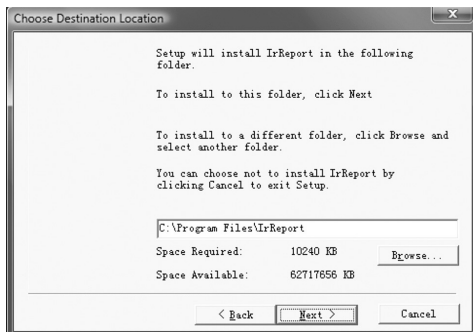 Choose Destination Location
Setup will install IrReport in the following
folder.
To install to this folder, click Next
To install to a different folder, click Browse and
select another folder.
You can choose not to install IrReport by
clicking Cancel to exit Setup.
C:\Program Files\IrReport
Space Required: 10240 KB
Browse...
Space Available: 62717656 KB
< Back Next > Cancel